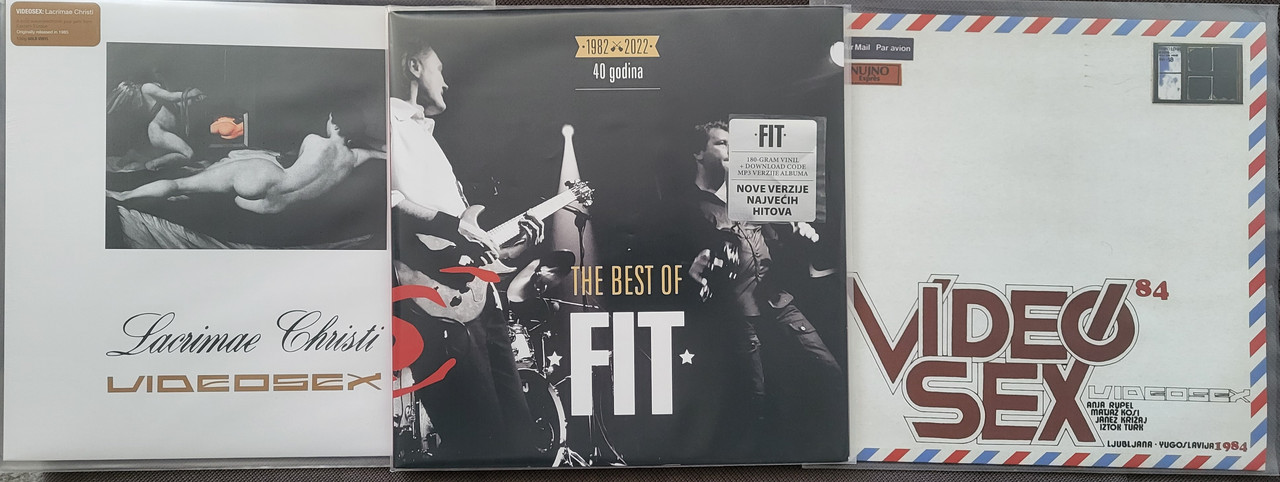 VIDEOSEX: Lacrimae Christi
Originally released in 1985
Lacrimae Christi
VIDEOSEX
1982 2022
40 godina
FIT
180-GRAM VINIL
+ DOWNLOAD CODE
MP3 VERZIJE ALBUMA
NOVE VERZIJE
NAJVEĆIH
HITOVA
THE BEST OF
FIT
Mail Par avion
NUJNO
Exprès
VIDEO 84
SEX
VIDEOSEX
ANJA RUPEL
MATJAŽ KOSI
JANEZ KRIŽAJ
IZTOK TURK
LJUBLJANA · YUGOSLAVIJA 1984